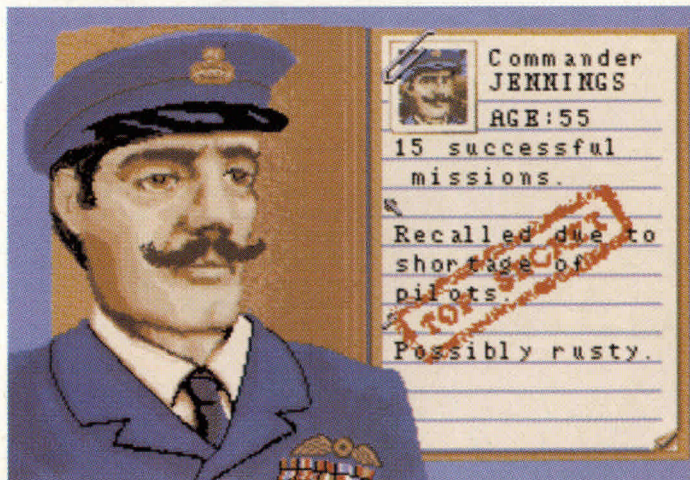 Commander
JENNINGS
AGE:55
15 successful
missions.
Recalled due to
shortage of
pilots.
TOP SECRET
Possibly rusty.